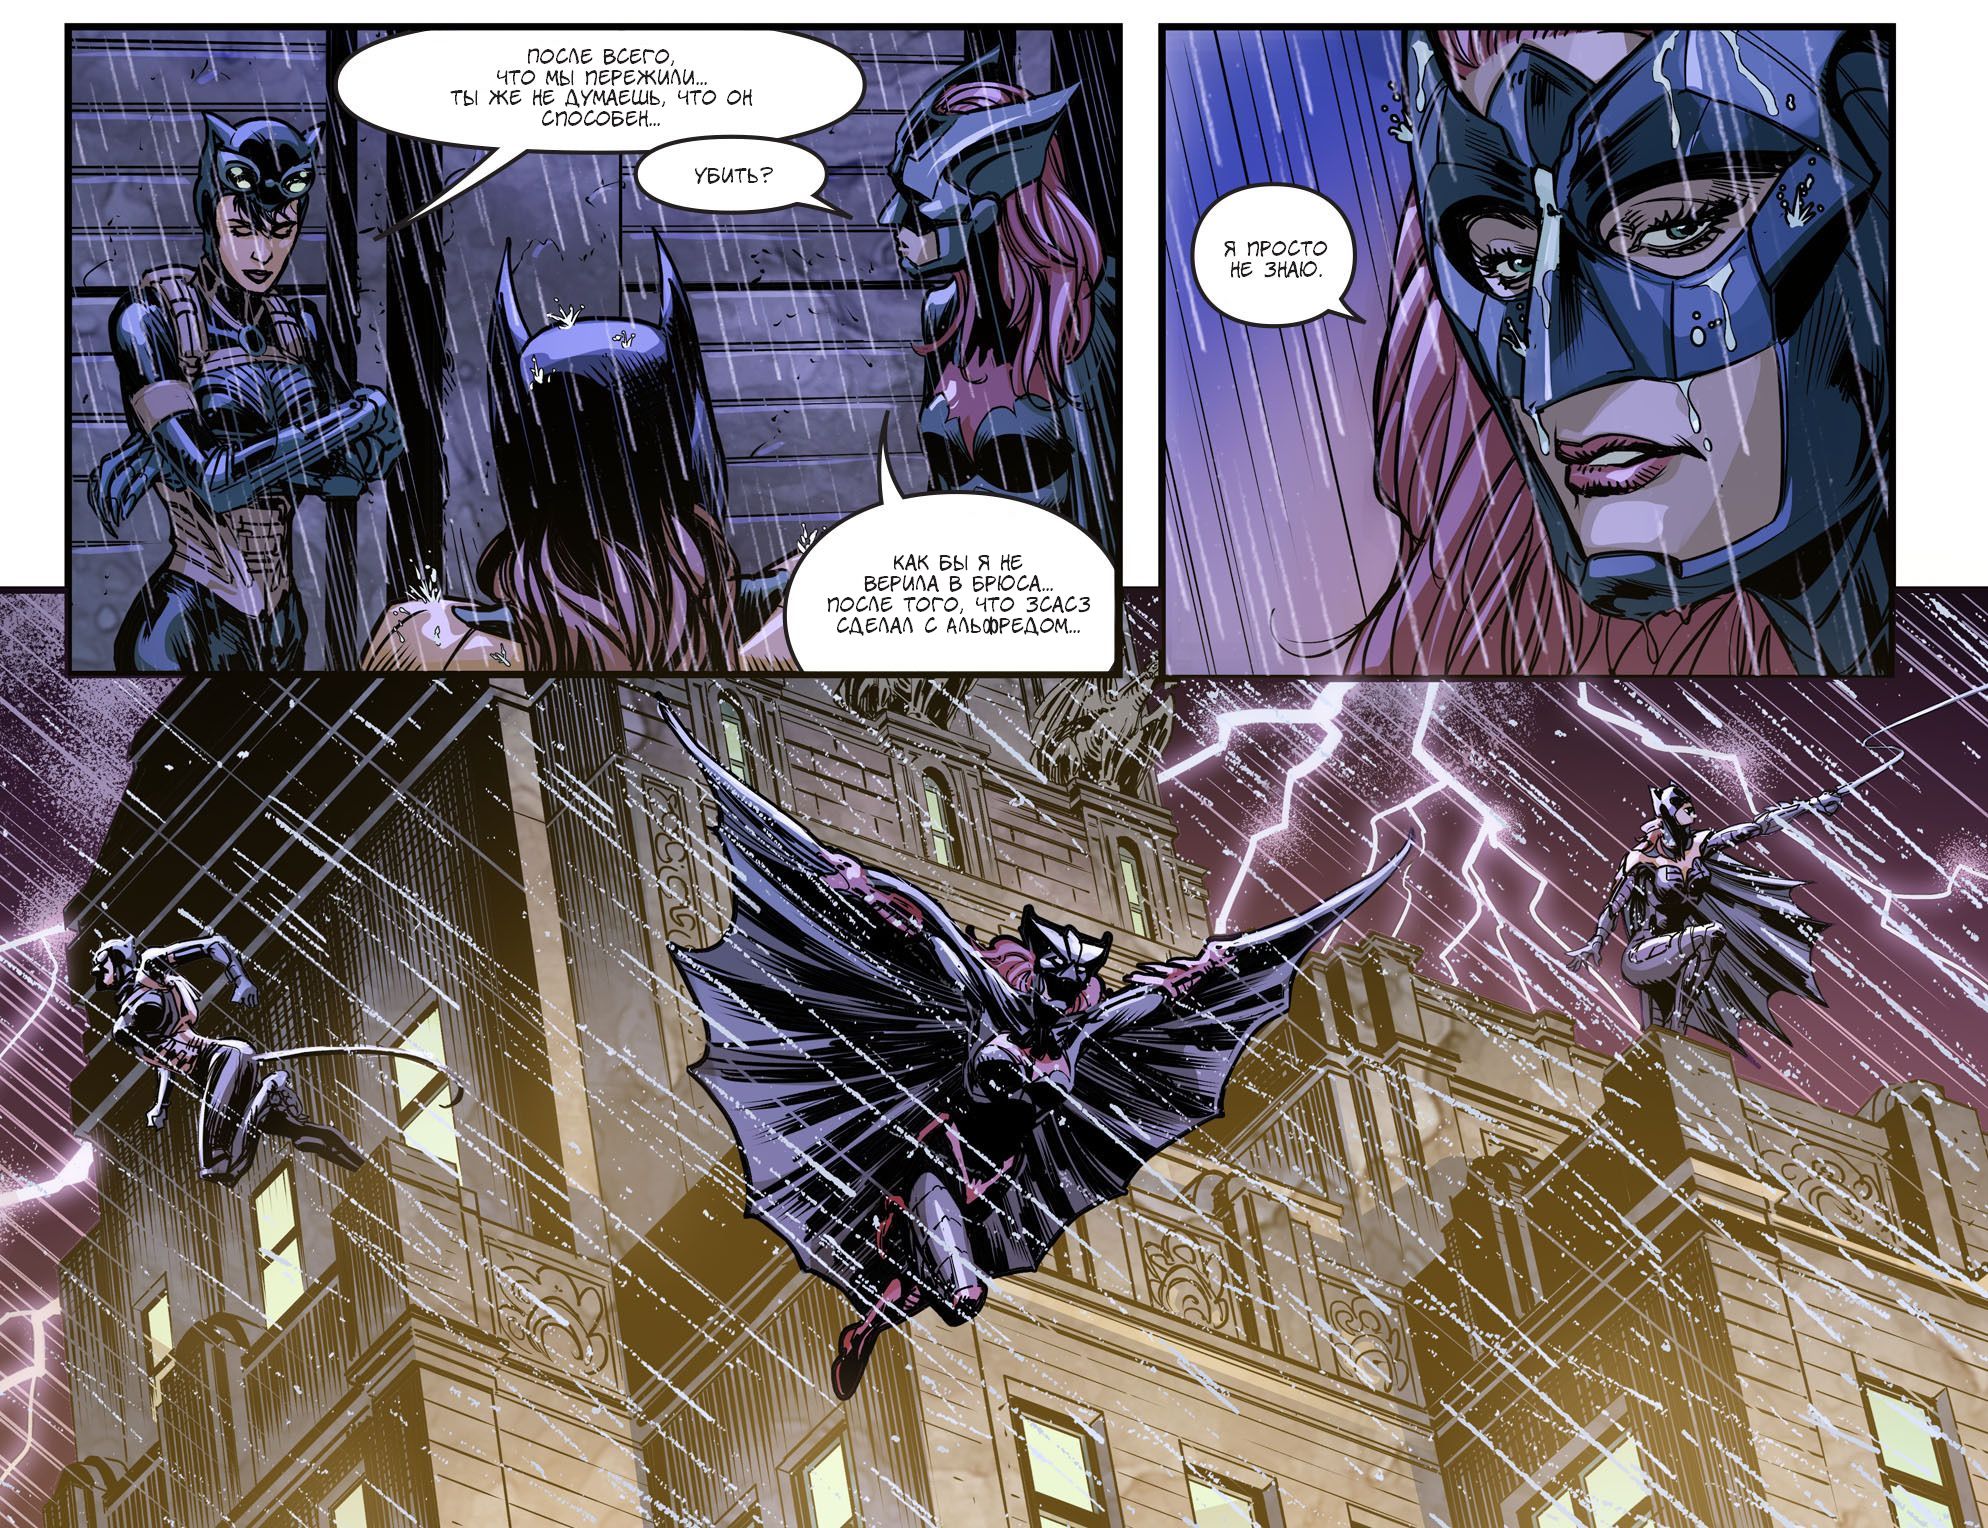 ПОСЛЕ ВСЕГО,
ЧТО МЫ ПЕРЕЖИЛИ...
ТЫ ЖЕ НЕ ДУМАЕШЬ, ЧТО ОН
СПОСОБЕН...
УБИТЬ?
КАК БЫ Я НЕ
ВЕРИЛА В БРЮСА...
ПОСЛЕ ТОГО, ЧТО ЗСАСЗ
СДЕЛАЛ С АЛЬФРЕДОМ...
Я ПРОСТО
НЕ ЗНАЮ.